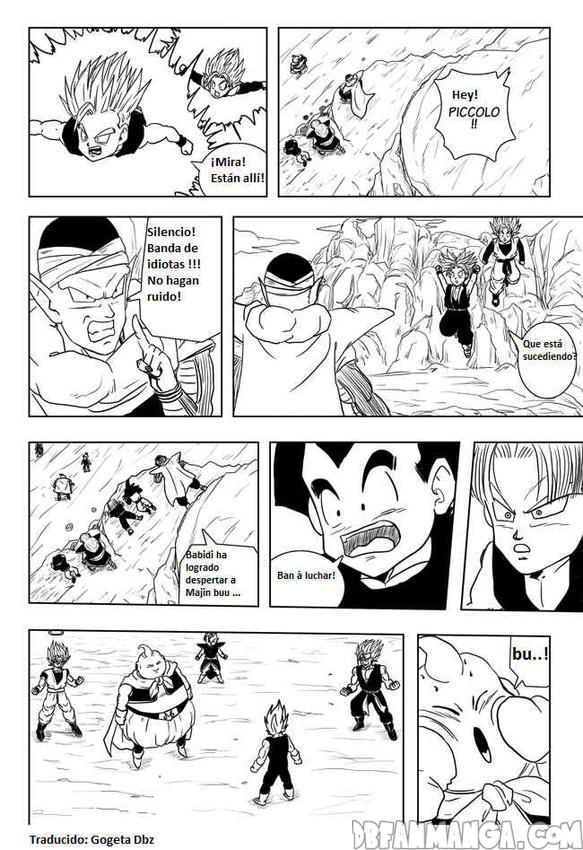 ¡Mira!
Están allí!
Hey!
PICCOLO
!!
Silencio!
Banda de
idiotas !!!
No hagan
ruido!
Que está
sucediendo?
Babidi ha
logrado
despertar a
Majin buu ...
Ban à luchar!
bu..!
Traducido: Gogeta Dbz
DBFANMANGA.COM